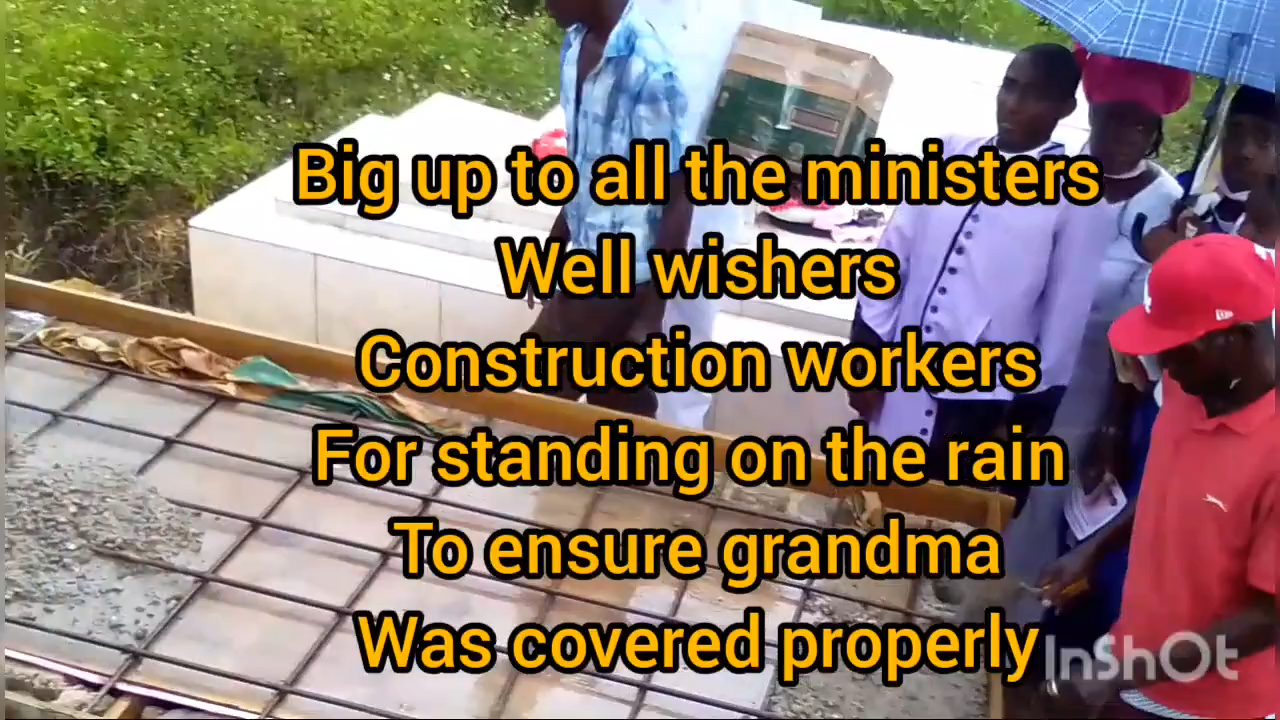 Big up to all the ministers
Well wishers
Construction workers
For standing on the rain
To ensure grandma
Was covered properly
InShOt